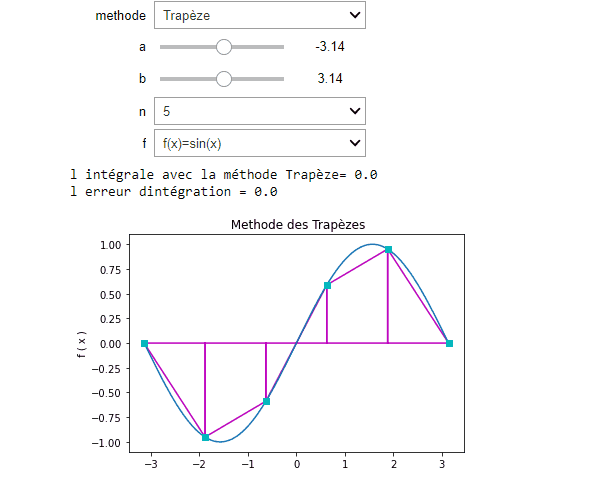 methode Trapèze
a -3.14
b 3.14
n 5
f f(x)=sin(x)
l intégrale avec la méthode Trapèze= 0.0
l erreur dintégration = 0.0
Methode des Trapèzes
1.00
0.75
0.50
0.25
0.00
−0.25
−0.50
−0.75
−1.00
f ( x )
−3 −2 −1 0 1 2 3